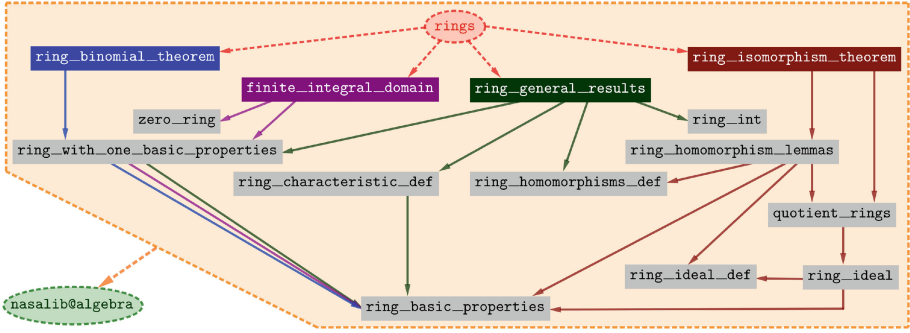 rings
ring_binomial_theorem
ring_isomorphism_theorem
finite_integral_domain
ring_general_results
zero_ring
ring_int
ring_with_one_basic_properties
ring_homomorphism_lemmas
ring_characteristic_def
ring_homomorphisms_def
quotient_rings
ring_ideal_def
ring_ideal
nasalib@algebra
ring_basic_properties